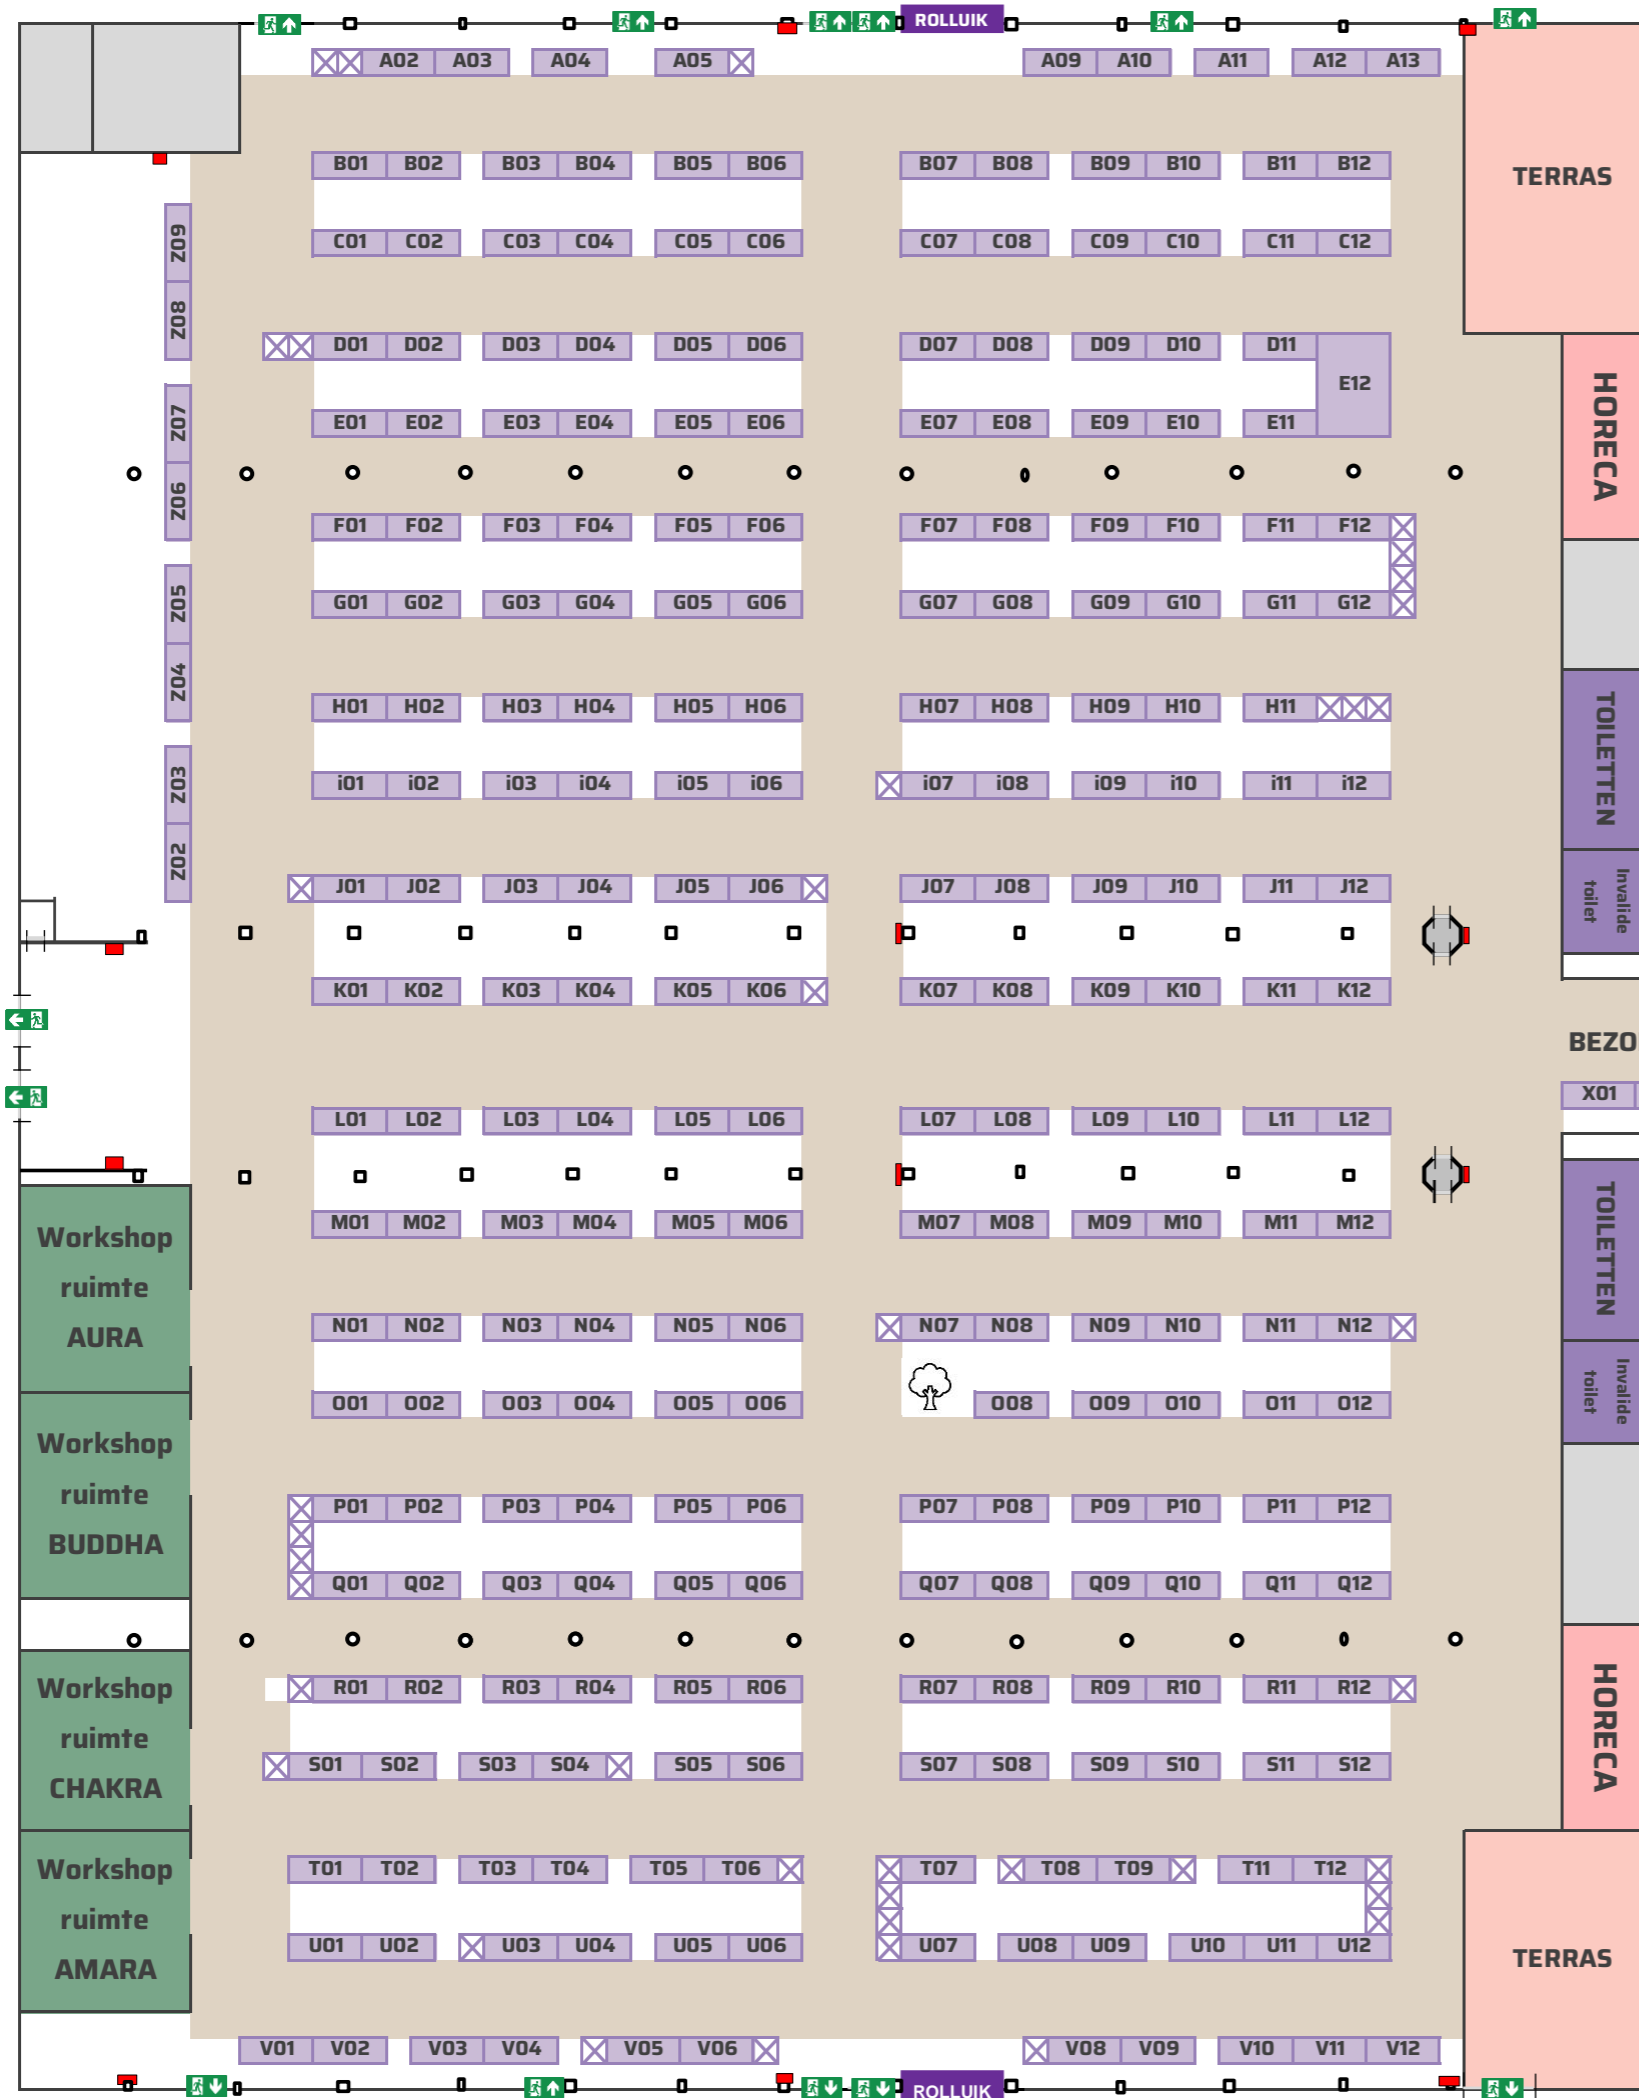 ROLLUIK
A02 A03 A04 A05 A09 A10 A11 A12 A13
B01 B02 B03 B04 B05 B06 B07 B08 B09 B10 B11 B12
TERRAS
C01 C02 C03 C04 C05 C06 C07 C08 C09 C10 C11 C12
Z09
Z08
D01 D02 D03 D04 D05 D06 D07 D08 D09 D10 D11
E12
E01 E02 E03 E04 E05 E06 E07 E08 E09 E10 E11
HORECA
Z07
Z06
F01 F02 F03 F04 F05 F06 F07 F08 F09 F10 F11 F12
G01 G02 G03 G04 G05 G06 G07 G08 G09 G10 G11 G12
Z05
Z04
H01 H02 H03 H04 H05 H06 H07 H08 H09 H10 H11
TOILETTEN
i01 i02 i03 i04 i05 i06 i07 i08 i09 i10 i11 i12
Z03
Z02
J01 J02 J03 J04 J05 J06 J07 J08 J09 J10 J11 J12
Invalide
toilet
K01 K02 K03 K04 K05 K06 K07 K08 K09 K10 K11 K12
BEZO
X01
L01 L02 L03 L04 L05 L06 L07 L08 L09 L10 L11 L12
M01 M02 M03 M04 M05 M06 M07 M08 M09 M10 M11 M12
TOILETTEN
Workshop
ruimte
AURA
N01 N02 N03 N04 N05 N06 N07 N08 N09 N10 N11 N12
O01 O02 O03 O04 O05 O06 O08 O09 O10 O11 O12
Invalide
toilet
Workshop
ruimte
BUDDHA
P01 P02 P03 P04 P05 P06 P07 P08 P09 P10 P11 P12
Q01 Q02 Q03 Q04 Q05 Q06 Q07 Q08 Q09 Q10 Q11 Q12
Workshop
ruimte
CHAKRA
R01 R02 R03 R04 R05 R06 R07 R08 R09 R10 R11 R12
HORECA
S01 S02 S03 S04 S05 S06 S07 S08 S09 S10 S11 S12
Workshop
ruimte
AMARA
T01 T02 T03 T04 T05 T06 T07 T08 T09 T11 T12
U01 U02 U03 U04 U05 U06 U07 U08 U09 U10 U11 U12
TERRAS
V01 V02 V03 V04 V05 V06 V08 V09 V10 V11 V12
ROLLUIK